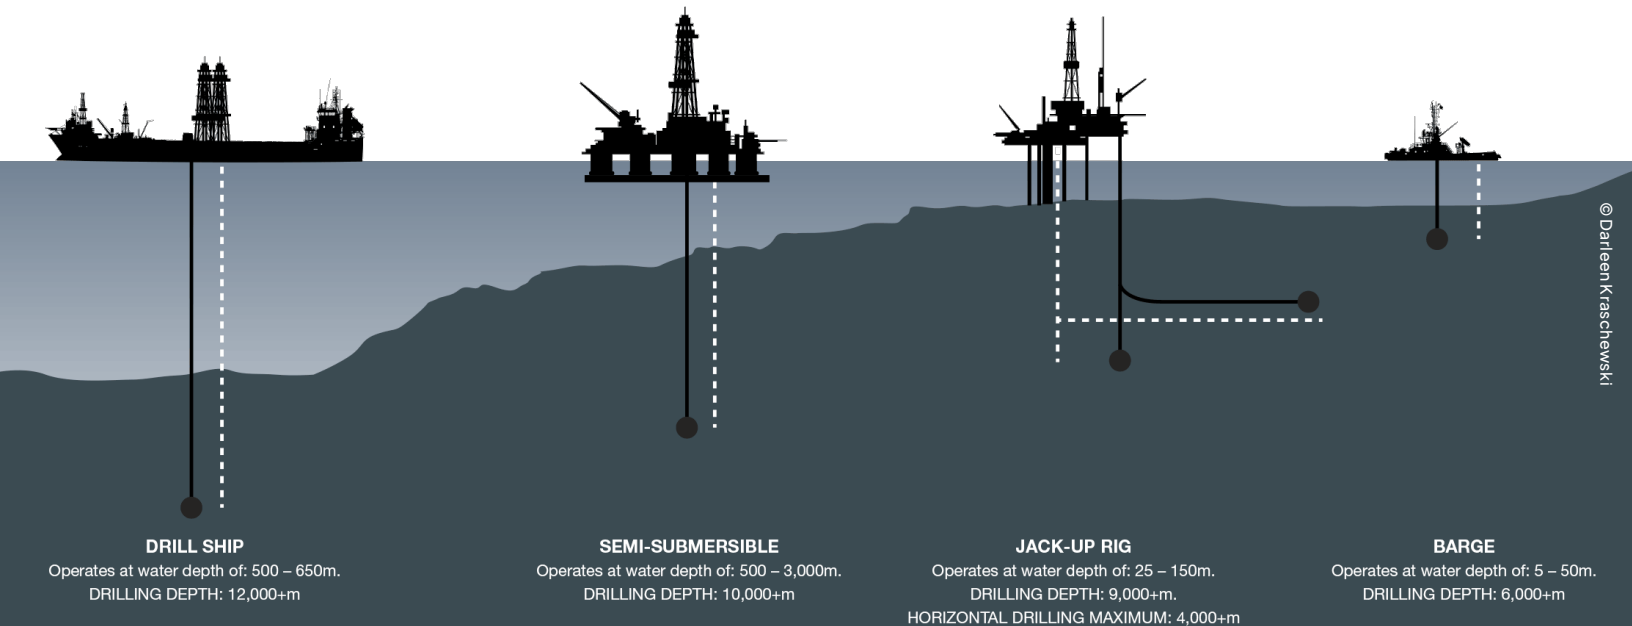 DRILL SHIP
Operates at water depth of: 500 – 650m.
DRILLING DEPTH: 12,000+m
SEMI-SUBMERSIBLE
Operates at water depth of: 500 – 3,000m.
DRILLING DEPTH: 10,000+m
JACK-UP RIG
Operates at water depth of: 25 – 150m.
DRILLING DEPTH: 9,000+m.
HORIZONTAL DRILLING MAXIMUM: 4,000+m
BARGE
Operates at water depth of: 5 – 50m.
DRILLING DEPTH: 6,000+m
© Darleen Kraschewski